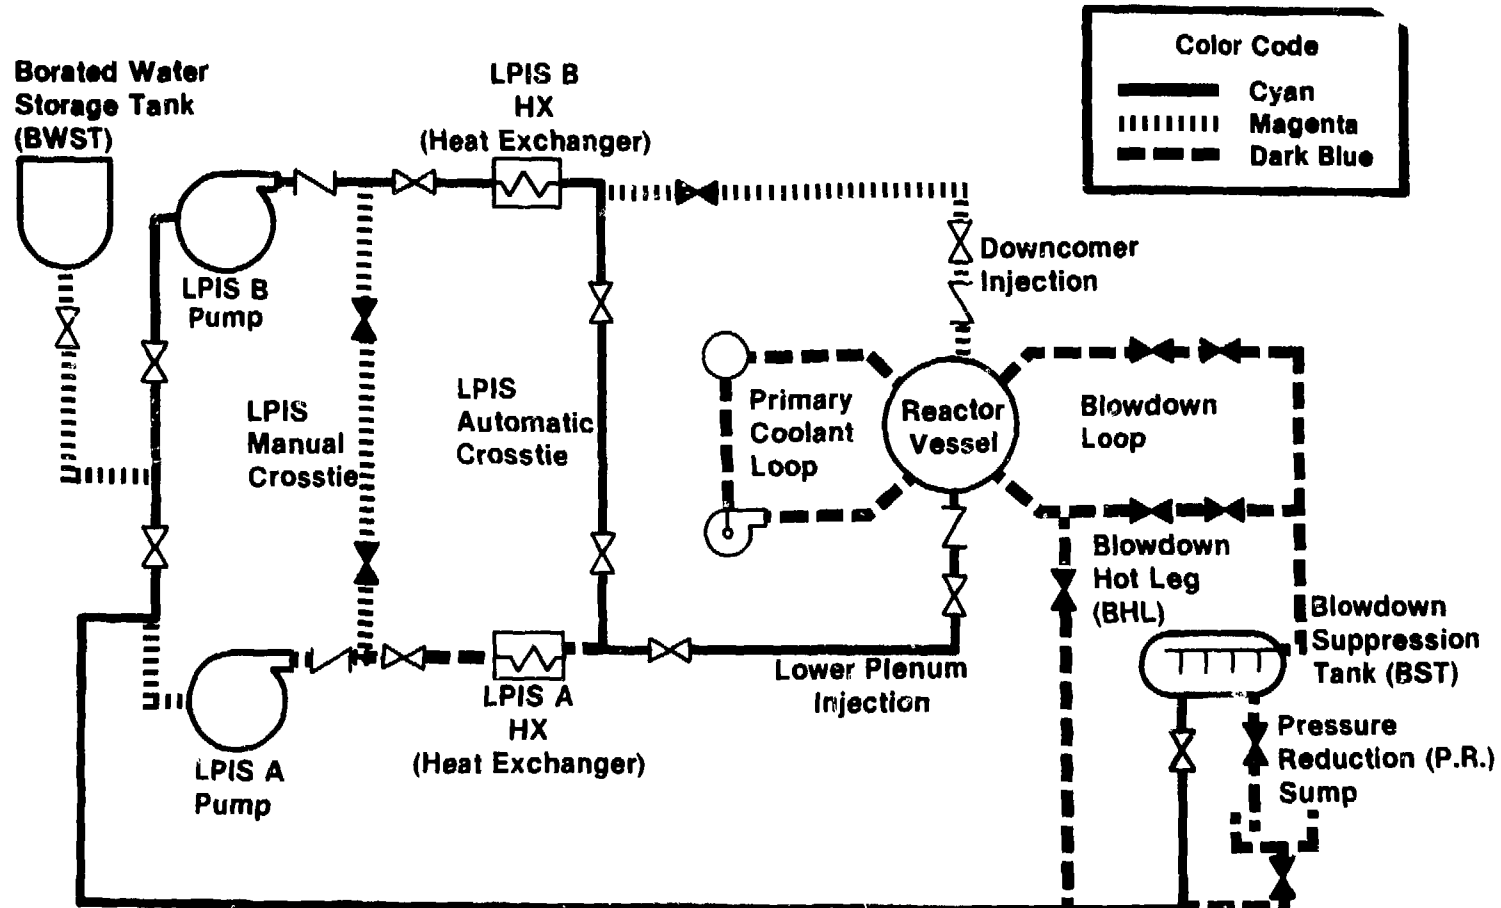 Color Code
Cyan
Magenta
Dark Blue
Borated Water
Storage Tank
(BWST)
LPIS B
HX
(Heat Exchanger)
LPIS B
Pump
Downcomer
Injection
LPIS
Manual
Crosstie
LPIS
Automatic
Crosstie
Primary
Coolant
Loop
Reactor
Vessel
Blowdown
Loop
Blowdown
Hot Leg
(BHL)
Blowdown
Suppression
Tank (BST)
Lower Plenum
Injection
LPIS A
HX
(Heat Exchanger)
LPIS A
Pump
Pressure
Reduction (P.R.)
Sump